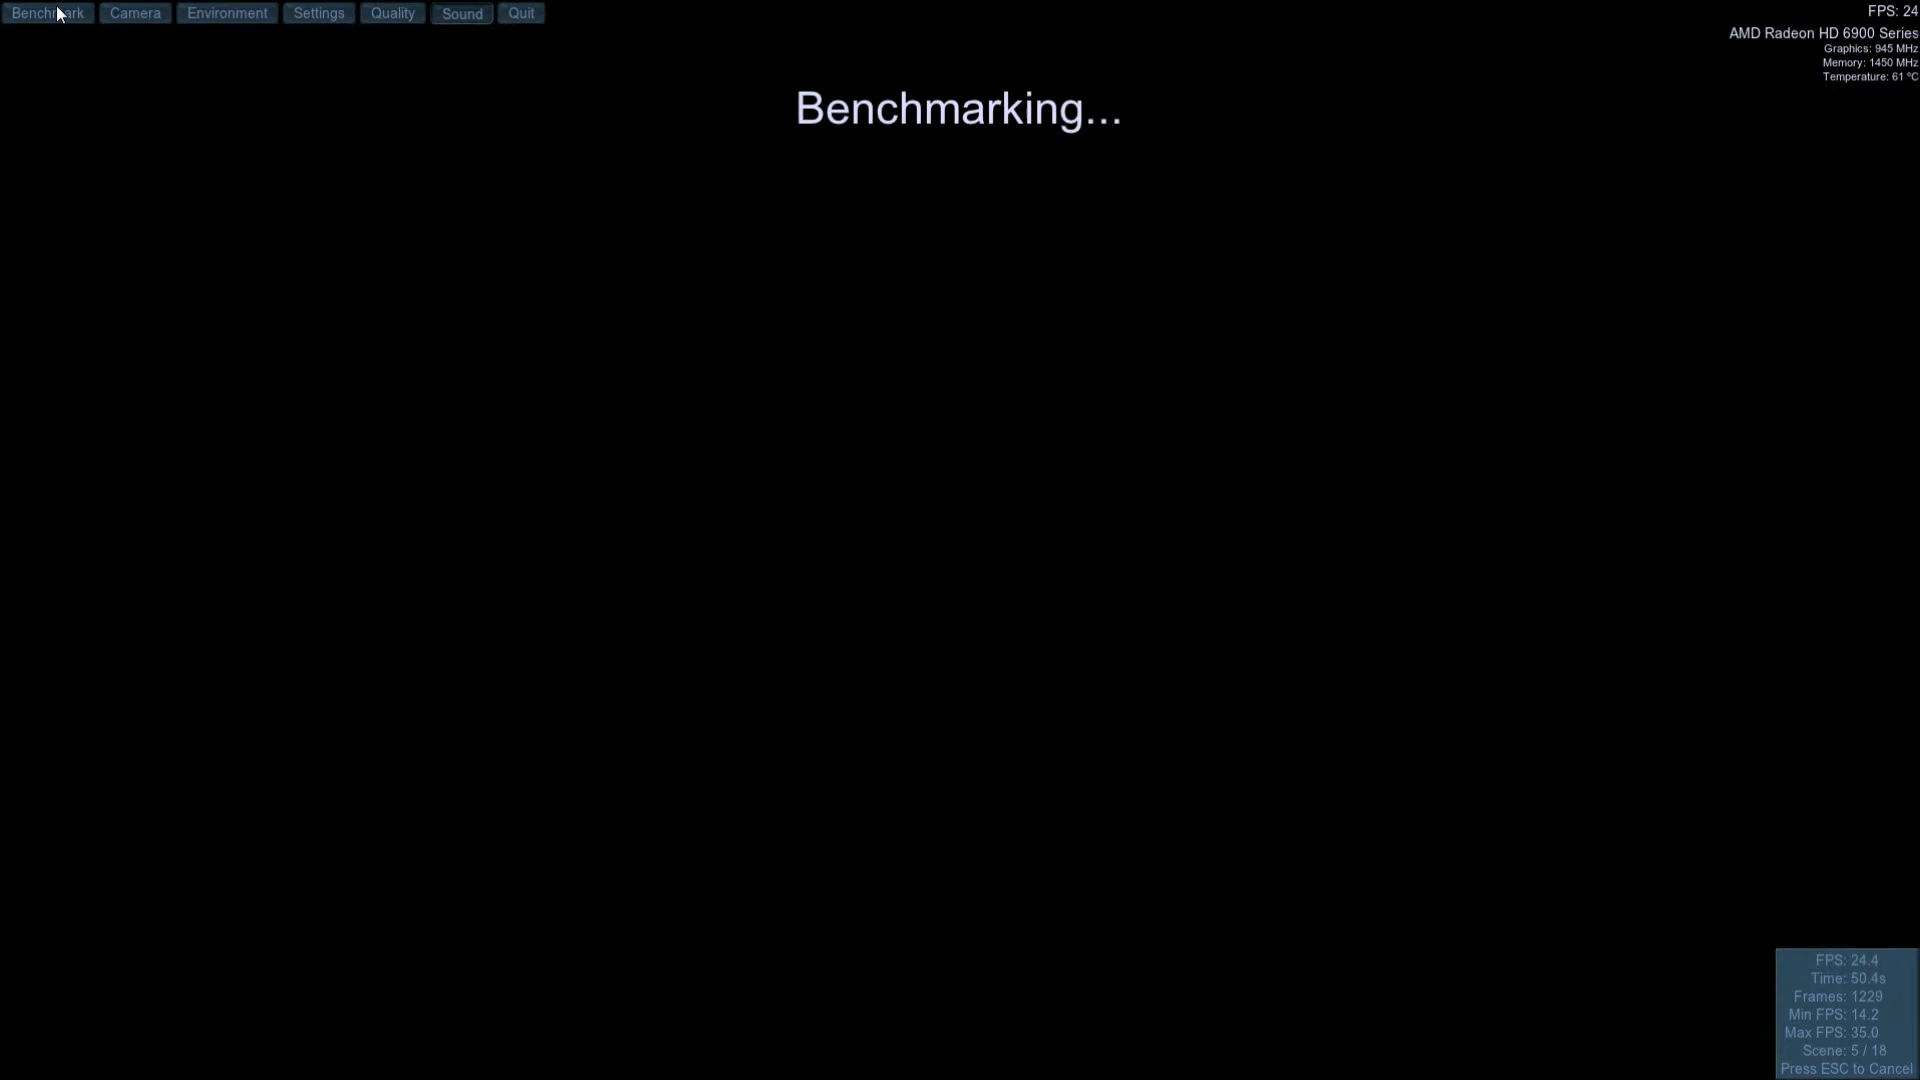 Benchmark Camera Environment Settings Quality Sound Quit
FPS: 24
AMD Radeon HD 6900 Series
Graphics: 945 MHz
Memory: 1450 MHz
Temperature: 61 ºC
Benchmarking...
FPS: 24.4
Time: 50.4s
Frames: 1229
Min FPS: 14.2
Max FPS: 35.0
Scene: 5 / 18
Press ESC to Cancel